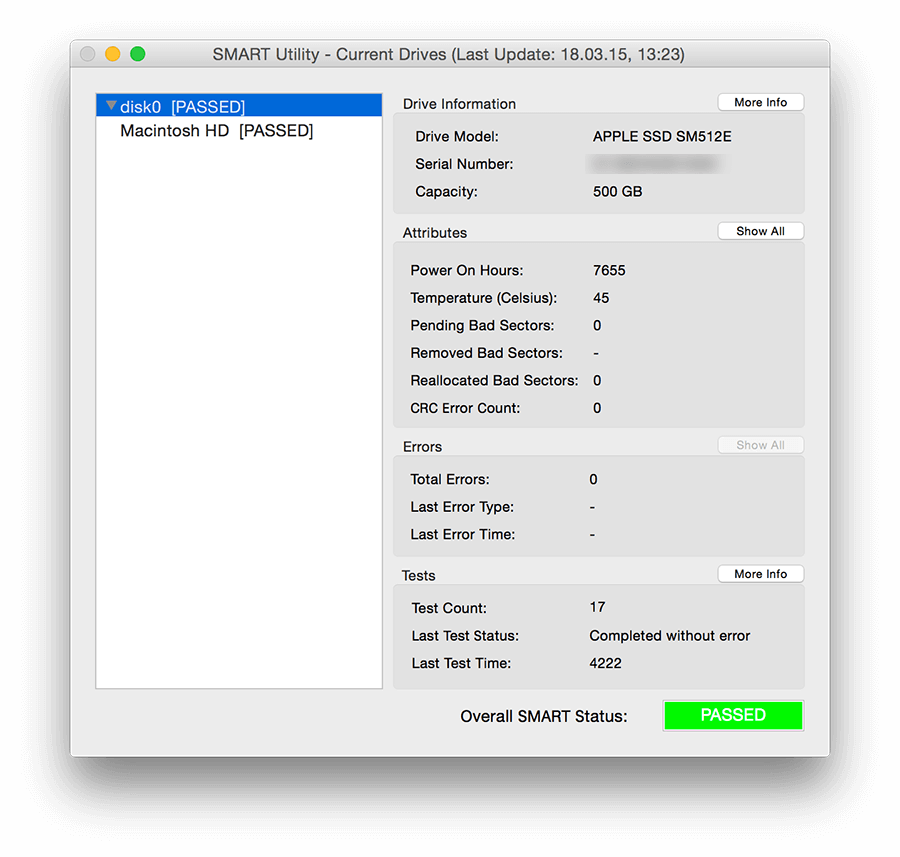 SMART Utility - Current Drives (Last Update: 18.03.15, 13:23)
disk0 [PASSED]
Macintosh HD [PASSED]
Drive Information More Info
Drive Model: APPLE SSD SM512E
Serial Number:
Capacity: 500 GB
Attributes Show All
Power On Hours: 7655
Temperature (Celsius): 45
Pending Bad Sectors: 0
Removed Bad Sectors: -
Reallocated Bad Sectors: 0
CRC Error Count: 0
Errors Show All
Total Errors: 0
Last Error Type: -
Last Error Time: -
Tests More Info
Test Count: 17
Last Test Status: Completed without error
Last Test Time: 4222
Overall SMART Status: PASSED